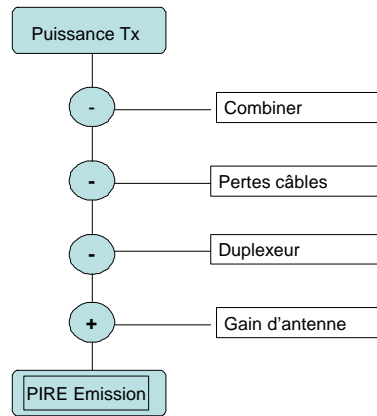 Puissance Tx
-
Combiner
-
Pertes câbles
-
Duplexeur
+
Gain d'antenne
PIRE Emission